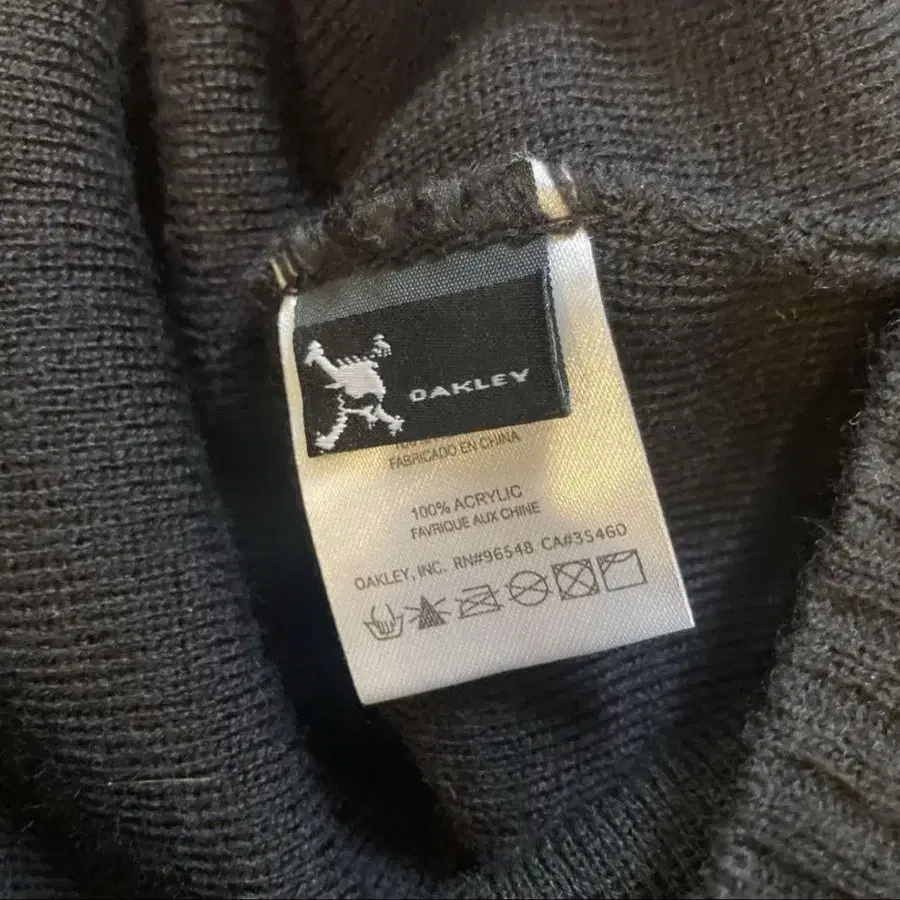 OAKLEY
FABRICADO EN CHINA
100% ACRYLIC
FAVRIQUE AUX CHINE
OAKLEY, INC. RN#96548 CA#35460